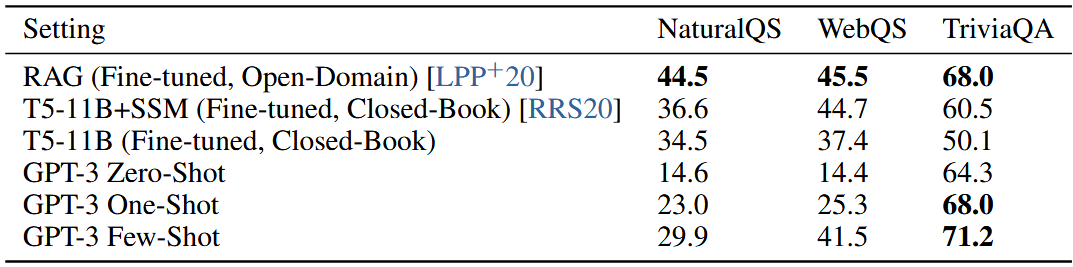 Setting NaturalQS WebQS TriviaQA
RAG (Fine-tuned, Open-Domain) [LPP+20] 44.5 45.5 68.0
T5-11B+SSM (Fine-tuned, Closed-Book) [RRS20] 36.6 44.7 60.5
T5-11B (Fine-tuned, Closed-Book) 34.5 37.4 50.1
GPT-3 Zero-Shot 14.6 14.4 64.3
GPT-3 One-Shot 23.0 25.3 68.0
GPT-3 Few-Shot 29.9 41.5 71.2